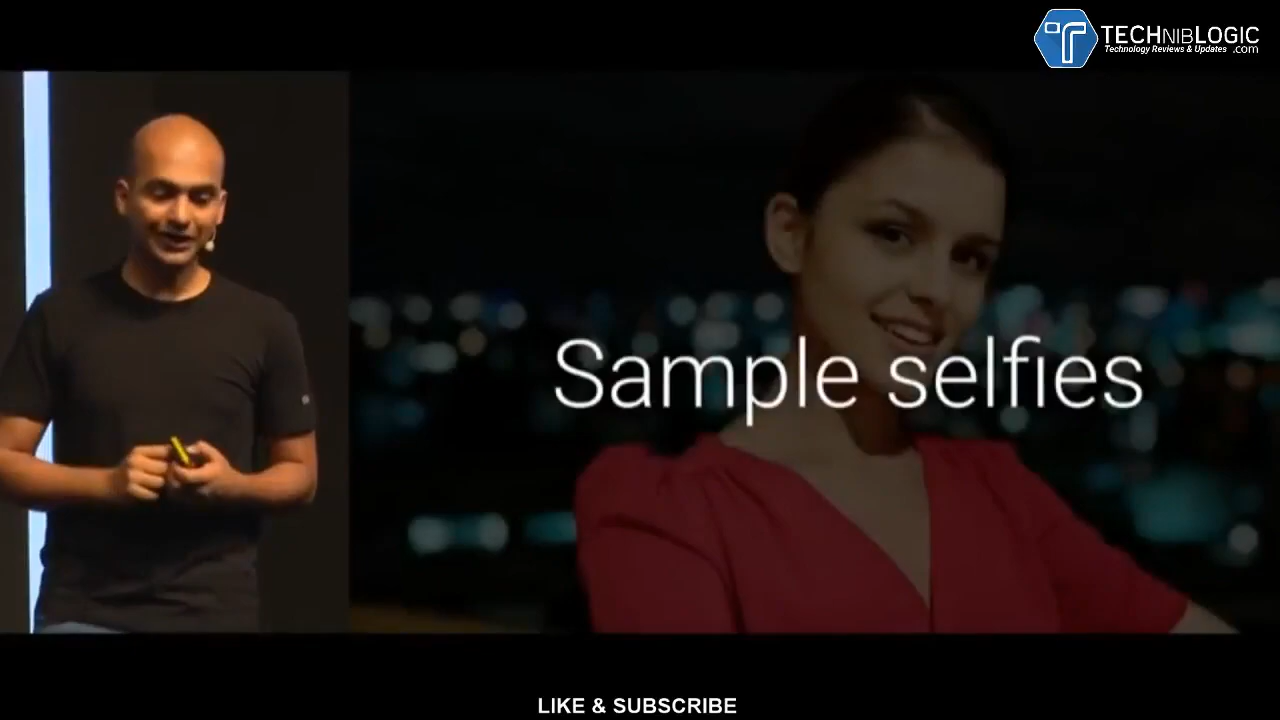 TECHNIBLOGIC
Technology Reviews & Updates .com
Sample selfies
LIKE & SUBSCRIBE